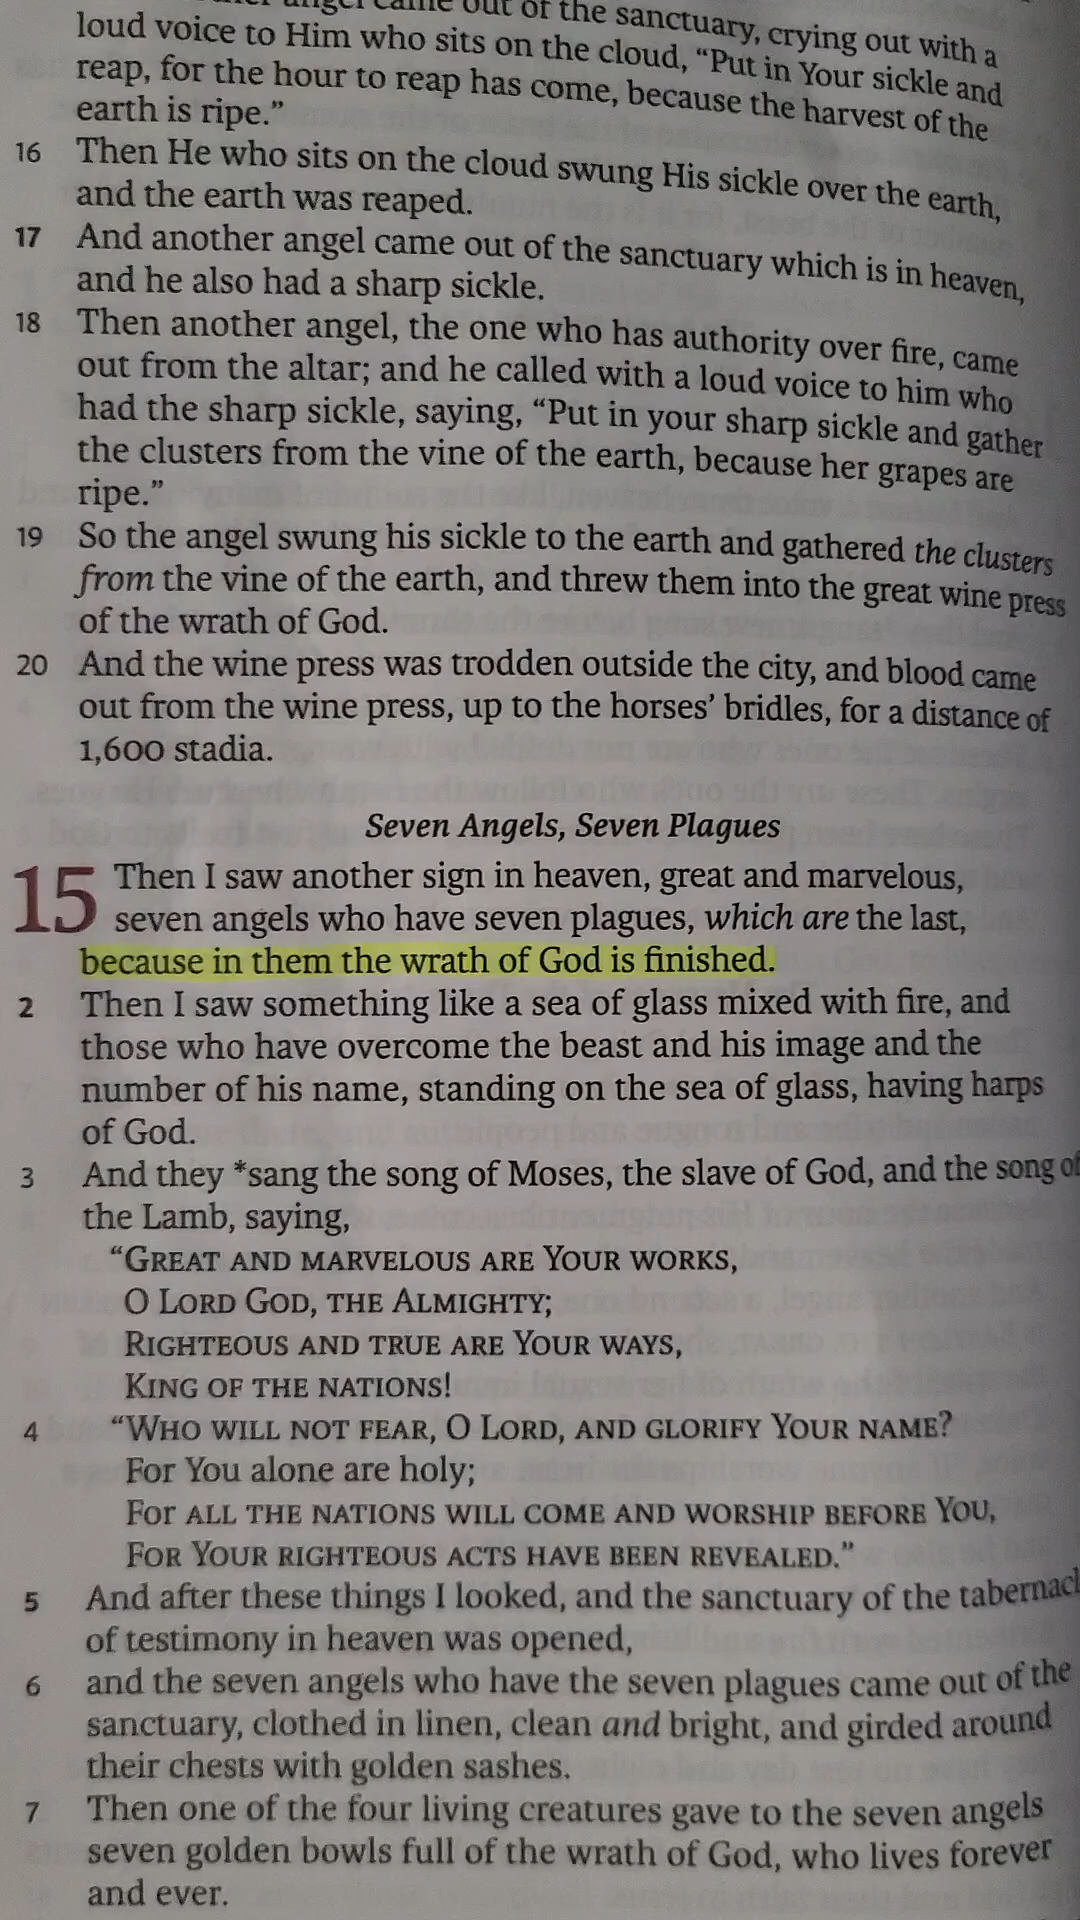 angel came out of the sanctuary, crying out with a
loud voice to Him who sits on the cloud, “Put in Your sickle and
reap, for the hour to reap has come, because the harvest of the
earth is ripe.”
16 Then He who sits on the cloud swung His sickle over the earth,
and the earth was reaped.
17 And another angel came out of the sanctuary which is in heaven,
and he also had a sharp sickle.
18 Then another angel, the one who has authority over fire, came
out from the altar; and he called with a loud voice to him who
had the sharp sickle, saying, “Put in your sharp sickle and gather
the clusters from the vine of the earth, because her grapes are
ripe.”
19 So the angel swung his sickle to the earth and gathered the clusters
from the vine of the earth, and threw them into the great wine press
of the wrath of God.
20 And the wine press was trodden outside the city, and blood came
out from the wine press, up to the horses’ bridles, for a distance of
1,600 stadia.
Seven Angels, Seven Plagues
15 Then I saw another sign in heaven, great and marvelous,
seven angels who have seven plagues, which are the last,
because in them the wrath of God is finished.
2 Then I saw something like a sea of glass mixed with fire, and
those who have overcome the beast and his image and the
number of his name, standing on the sea of glass, having harps
of God.
3 And they *sang the song of Moses, the slave of God, and the song of
the Lamb, saying,
“GREAT AND MARVELOUS ARE YOUR WORKS,
O LORD GOD, THE ALMIGHTY;
RIGHTEOUS AND TRUE ARE YOUR WAYS,
KING OF THE NATIONS!
4 “WHO WILL NOT FEAR, O LORD, AND GLORIFY YOUR NAME?
For You alone are holy;
For ALL THE NATIONS WILL COME AND WORSHIP BEFORE YOU,
FOR YOUR RIGHTEOUS ACTS HAVE BEEN REVEALED.”
5 And after these things I looked, and the sanctuary of the tabernacl
of testimony in heaven was opened,
6 and the seven angels who have the seven plagues came out of the
sanctuary, clothed in linen, clean and bright, and girded around
their chests with golden sashes.
7 Then one of the four living creatures gave to the seven angels
seven golden bowls full of the wrath of God, who lives forever
and ever.